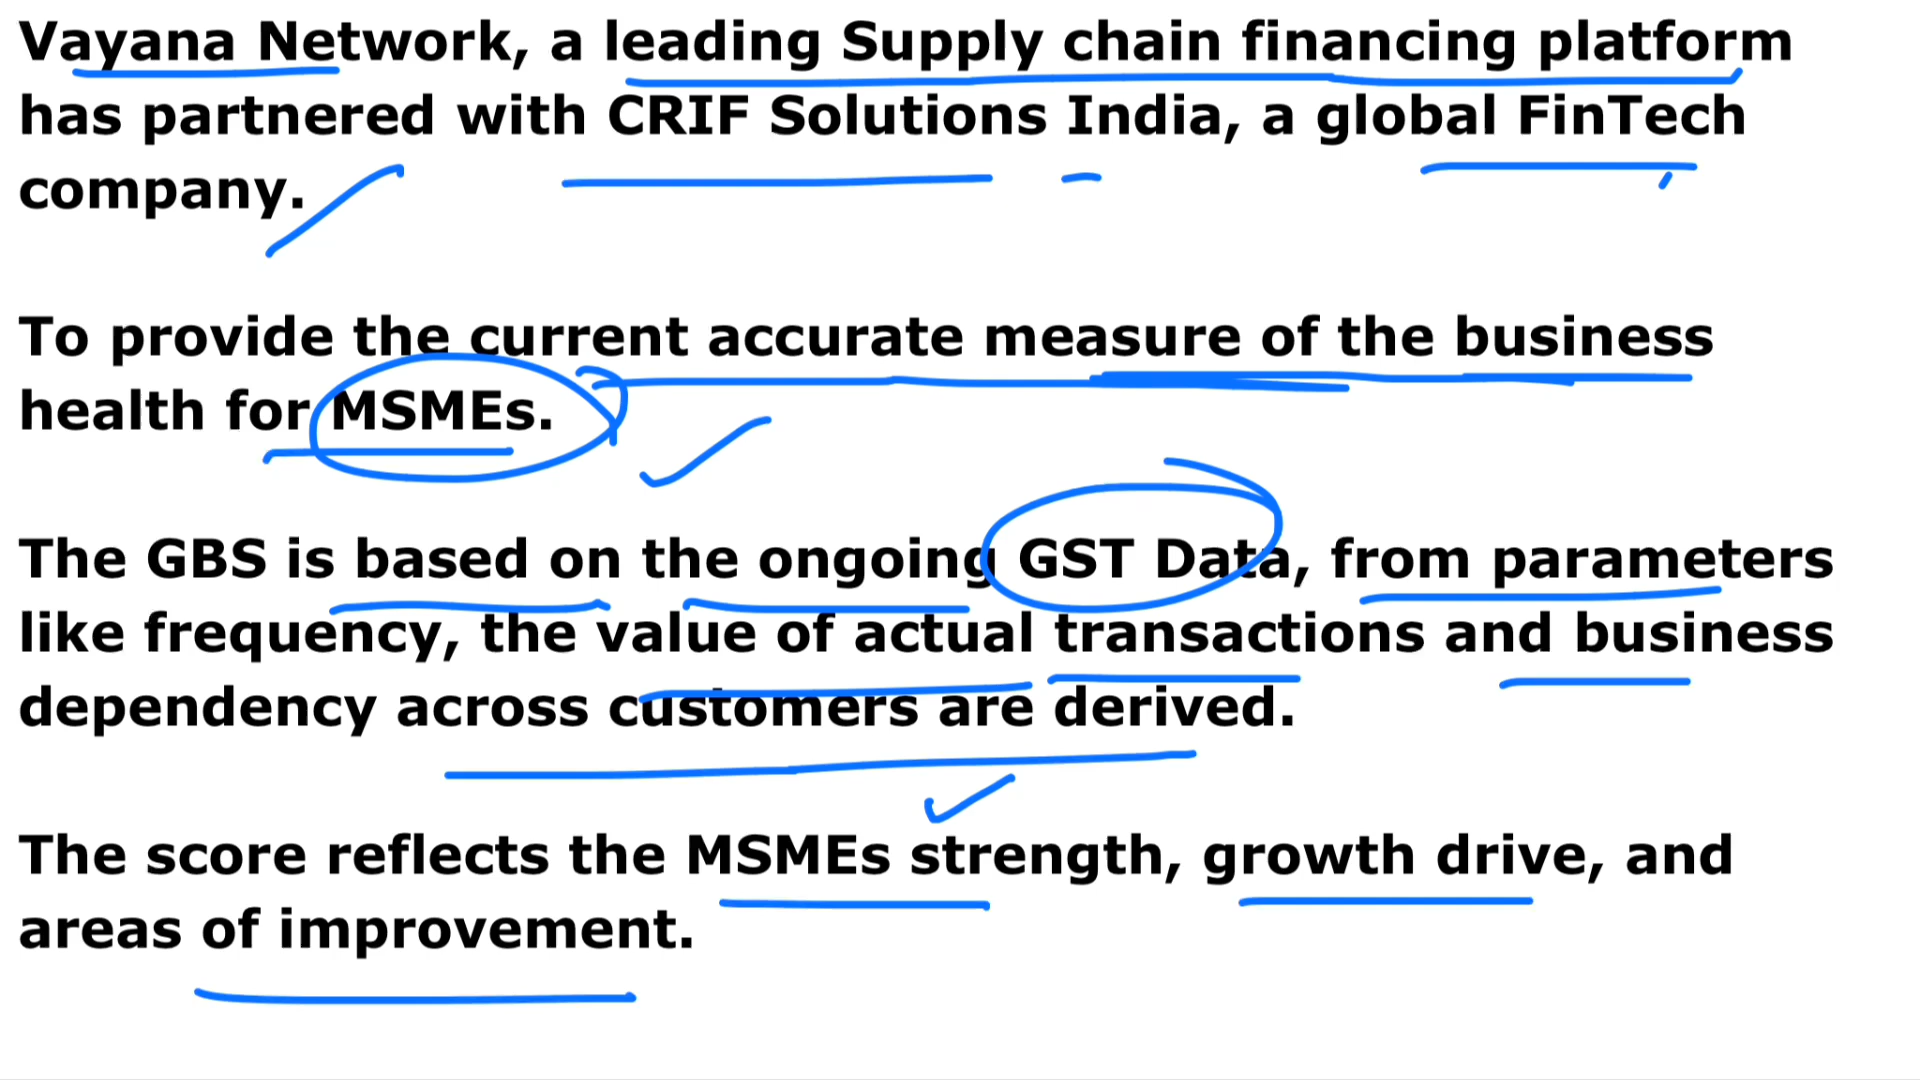 Vayana Network, a leading Supply chain financing platform
has partnered with CRIF Solutions India, a global FinTech
company.
To provide the current accurate measure of the business
health for MSMEs.
The GBS is based on the ongoing GST Data, from parameters
like frequency, the value of actual transactions and business
dependency across customers are derived.
The score reflects the MSMEs strength, growth drive, and
areas of improvement.